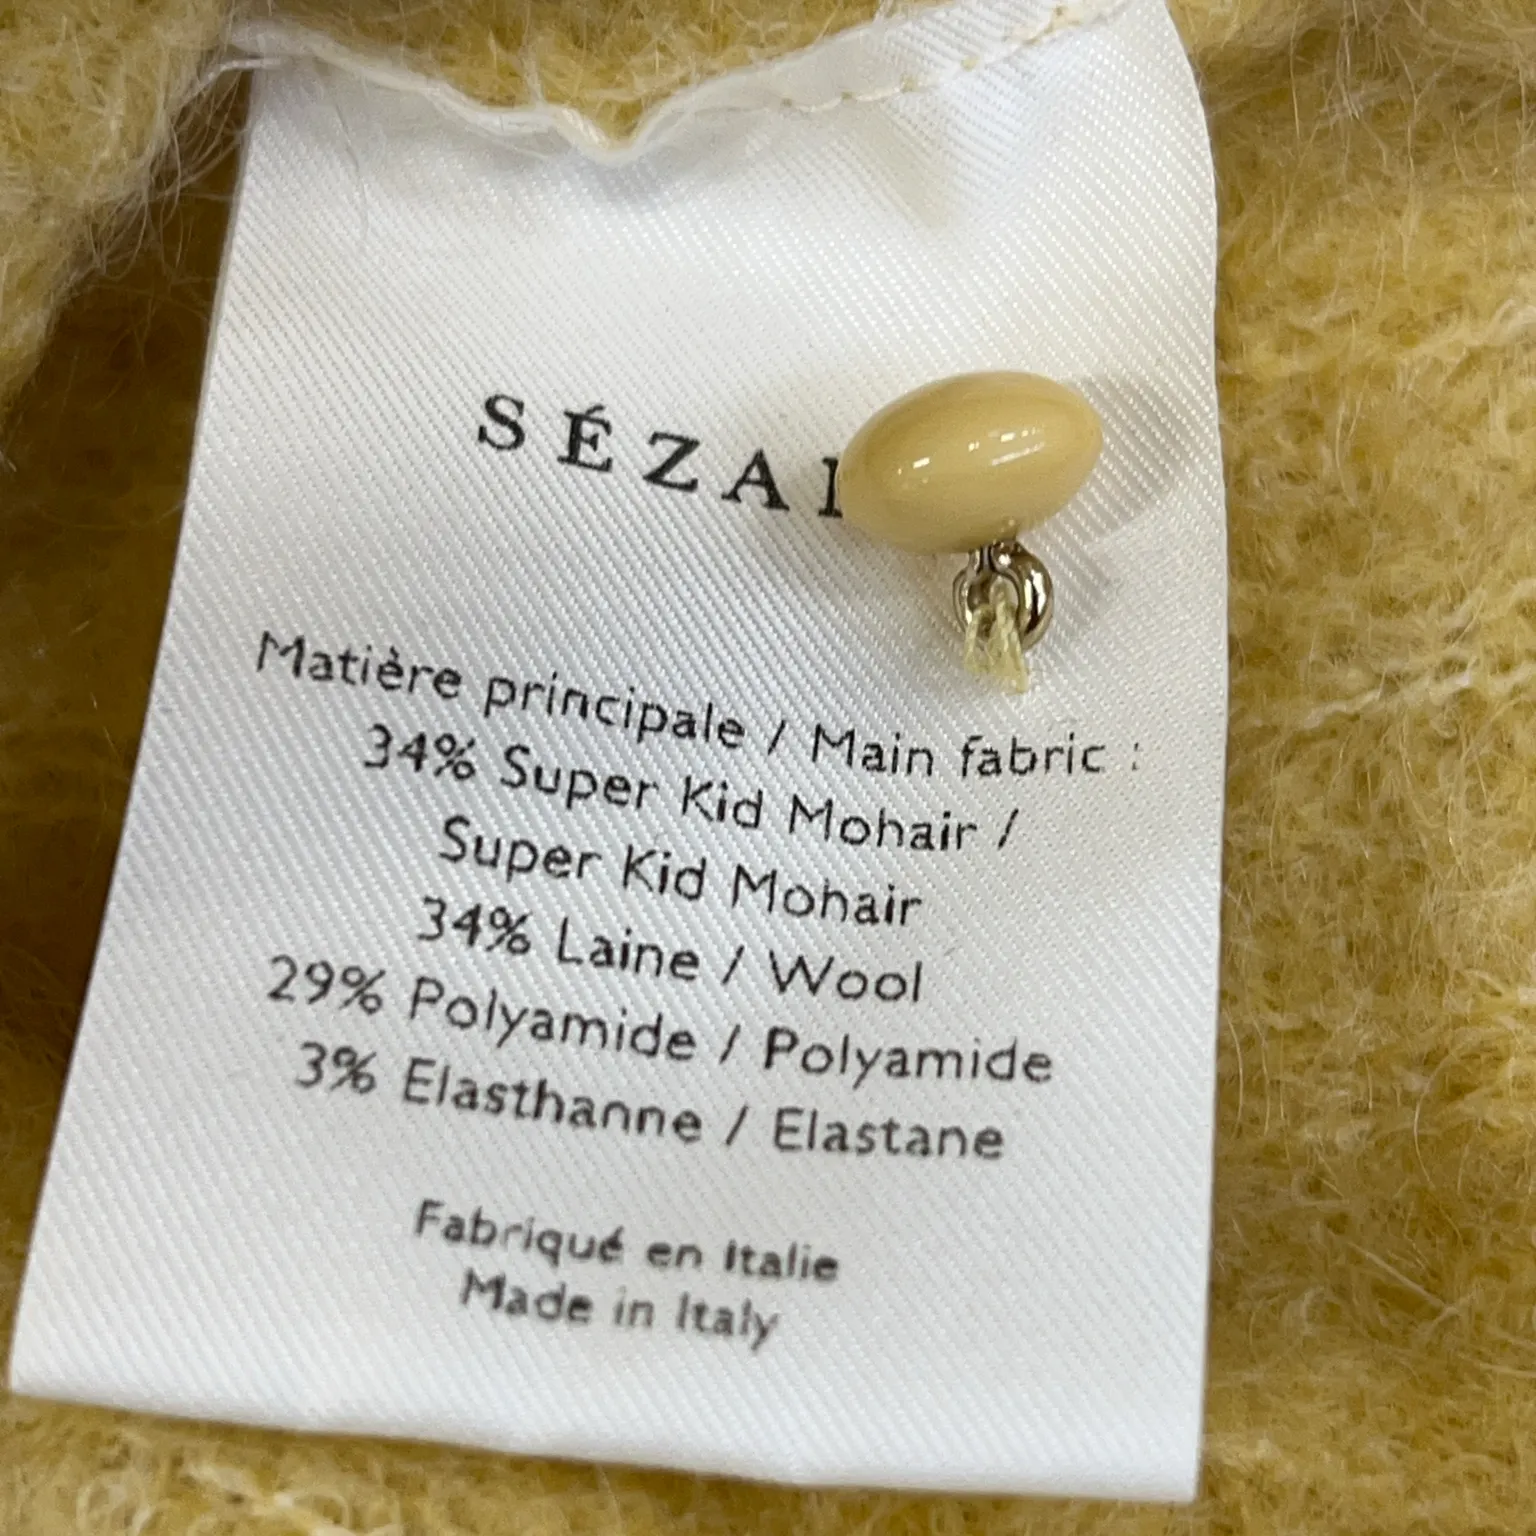 SÉZA
Matière principale / Main fabric :
34% Super Kid Mohair /
Super Kid Mohair
34% Laine / Wool
29% Polyamide / Polyamide
3% Elasthanne / Elastane
Fabriqué en Italie
Made in Italy